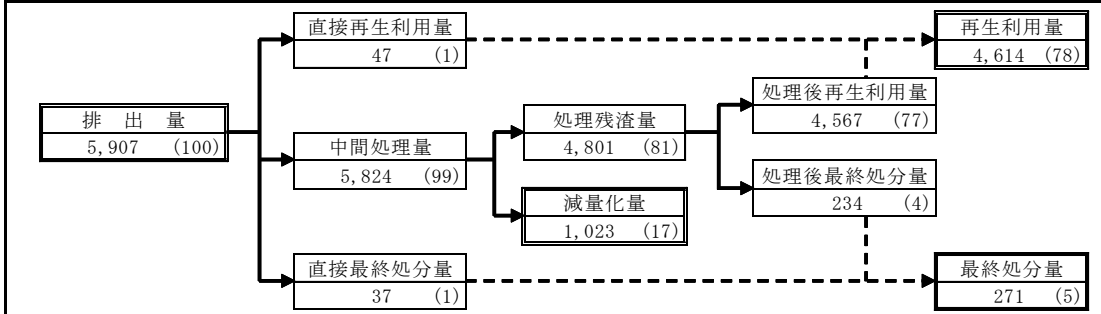 直接再生利用量
47 (1)
再生利用量
4,614 (78)
排出量
5,907 (100)
中間処理量
5,824 (99)
処理残渣量
4,801 (81)
処理後再生利用量
4,567 (77)
処理後最終処分量
234 (4)
減量化量
1,023 (17)
直接最終処分量
37 (1)
最終処分量
271 (5)